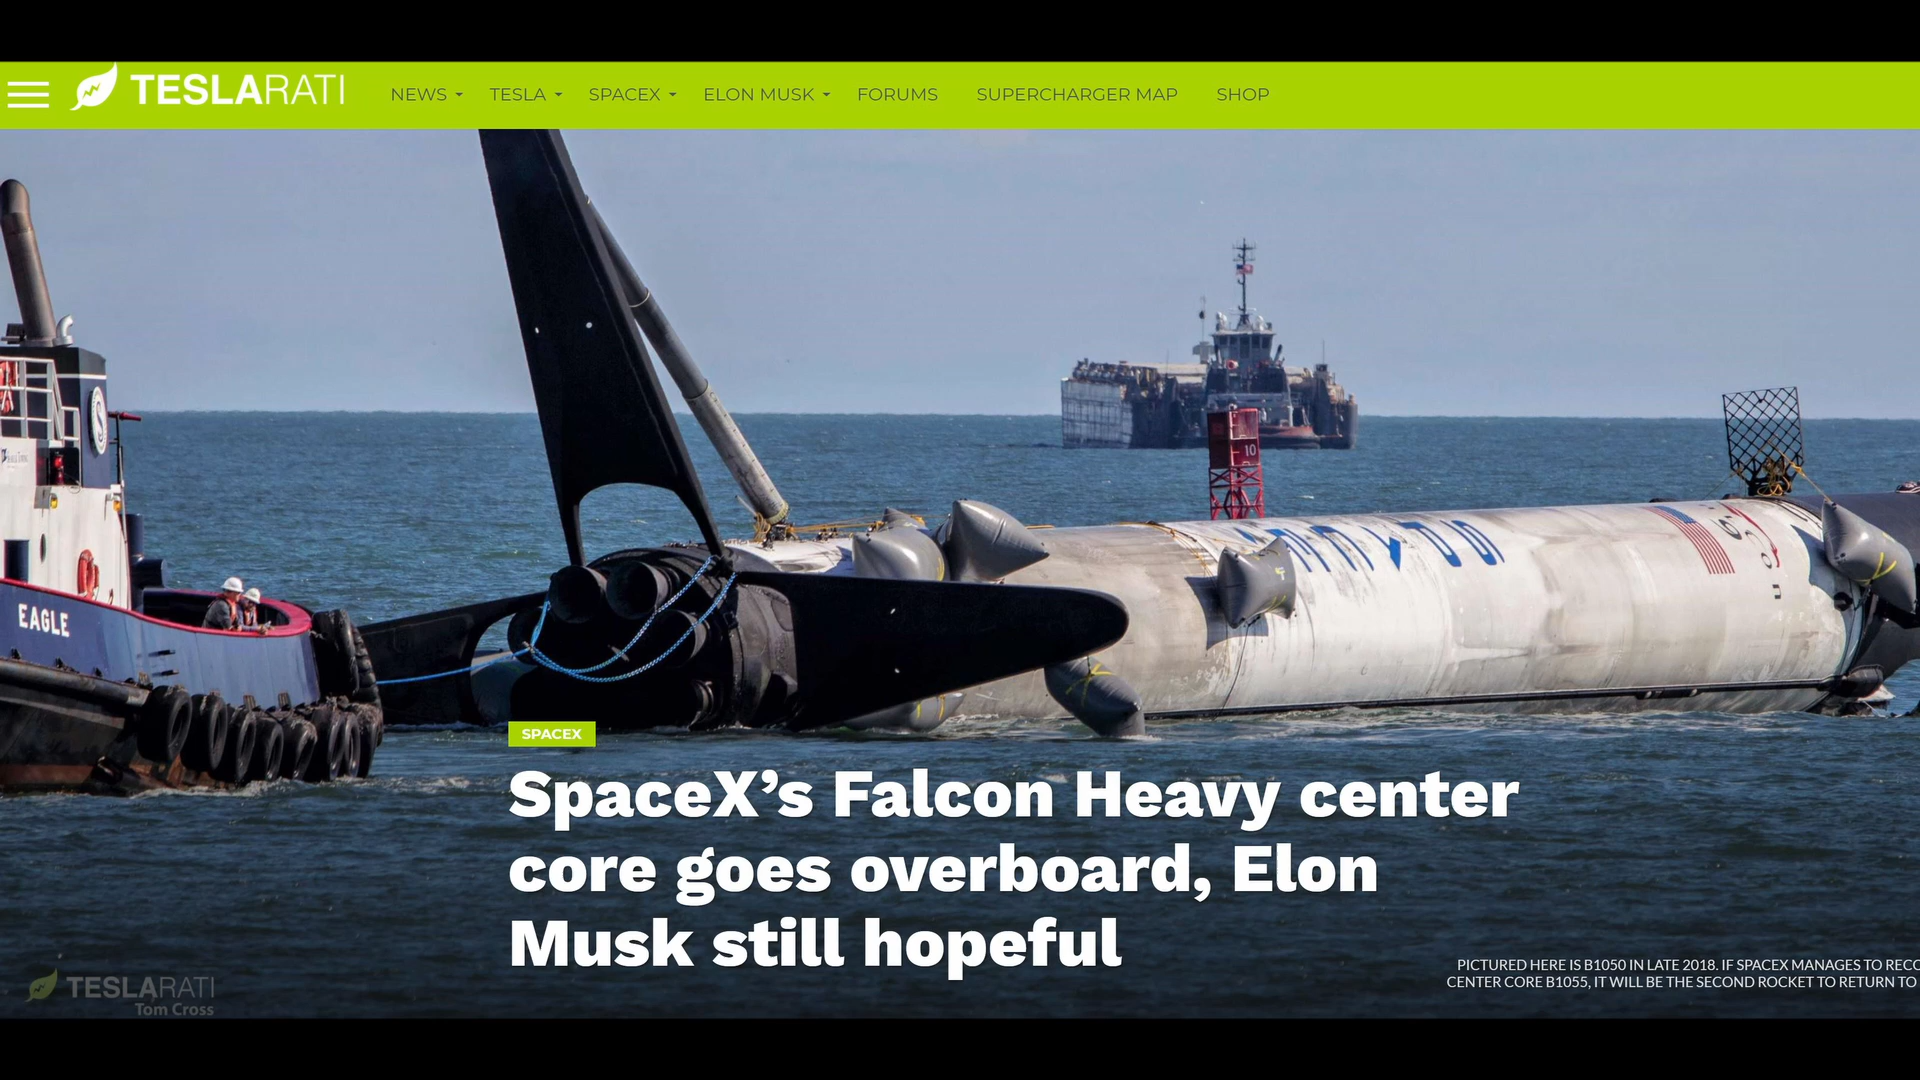 TESLARATI
NEWS TESLA SPACEX ELON MUSK FORUMS SUPERCHARGER MAP SHOP
10
EAGLE
SPACEX
SpaceX’s Falcon Heavy center
core goes overboard, Elon
Musk still hopeful
PICTURED HERE IS B1050 IN LATE 2018. IF SPACEX MANAGES TO
CENTER CORE B1055, IT WILL BE THE SECOND ROCKET TO RETURN TO
TESLARATI
Tom Cross